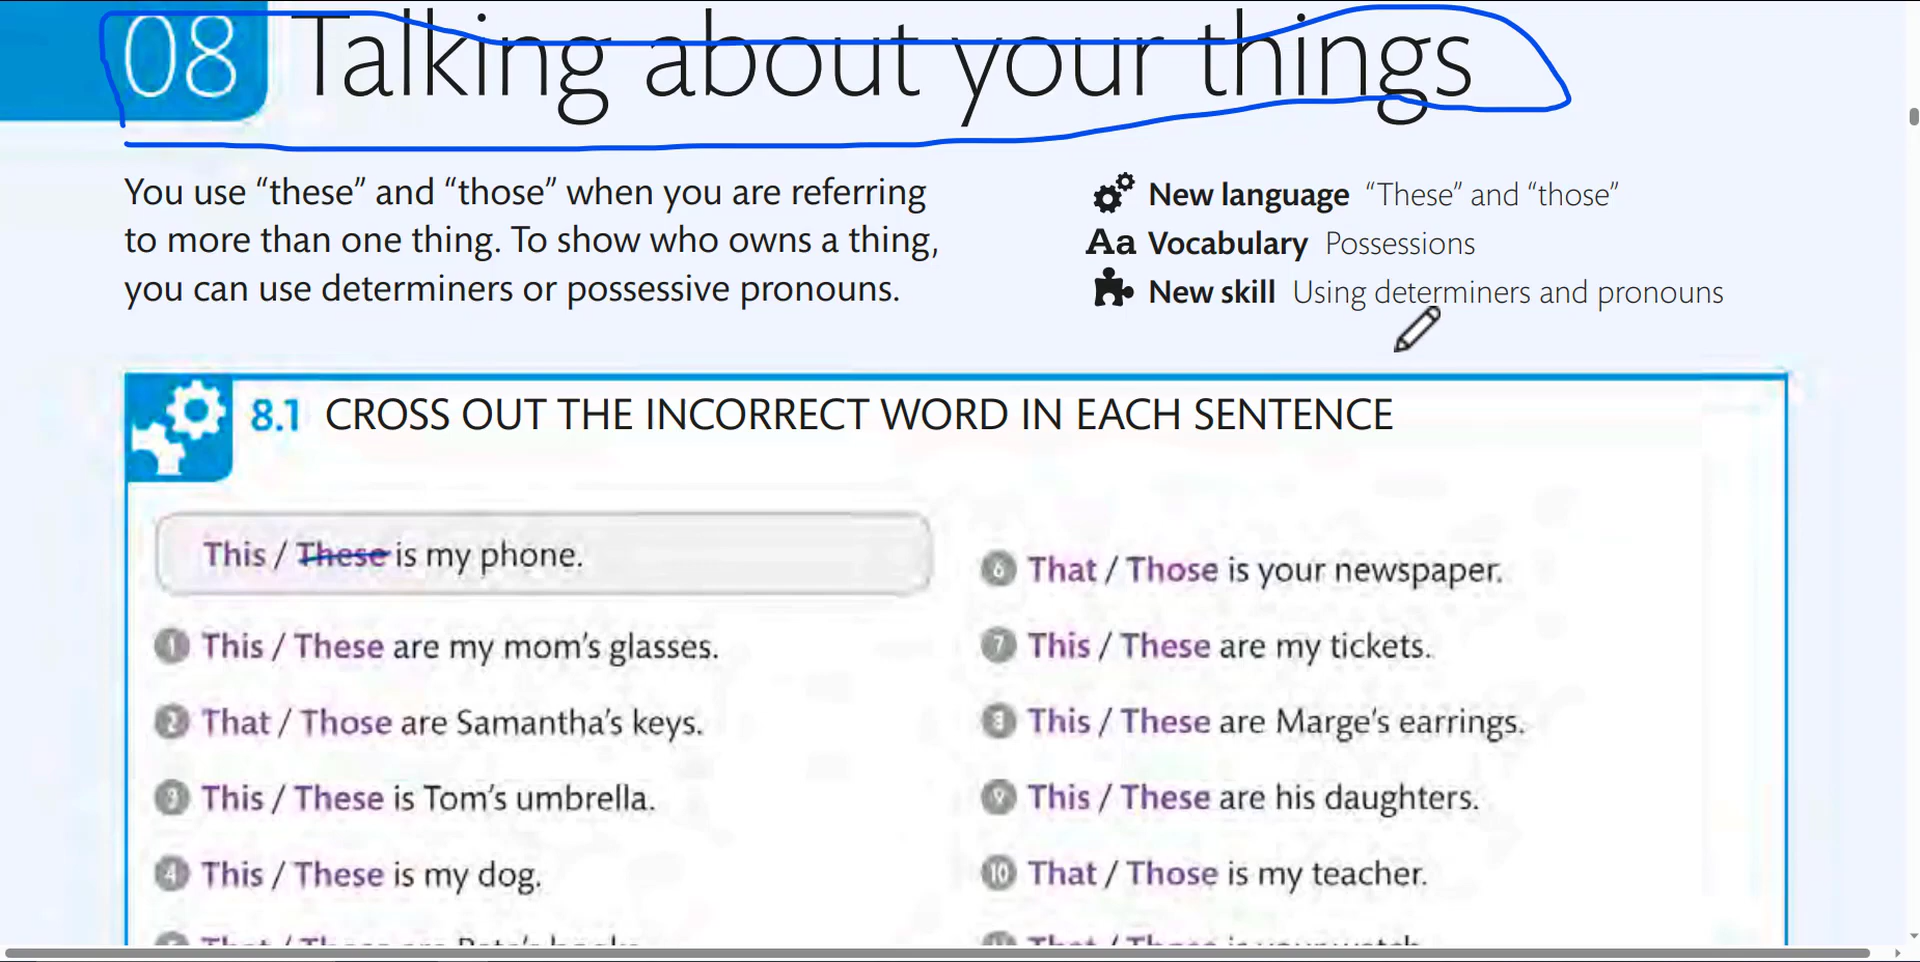 08 Talking about your things
You use “these” and “those” when you are referring
to more than one thing. To show who owns a thing,
you can use determiners or possessive pronouns.
New language “These” and “those”
Aa Vocabulary Possessions
New skill Using determiners and pronouns
8.1 CROSS OUT THE INCORRECT WORD IN EACH SENTENCE
This / These is my phone.
1 This / These are my mom’s glasses.
2 That / Those are Samantha’s keys.
3 This / These is Tom’s umbrella.
4 This / These is my dog.
6 That / Those is your newspaper.
7 This / These are my tickets.
8 This / These are Marge’s earrings.
9 This / These are his daughters.
10 That / Those is my teacher.